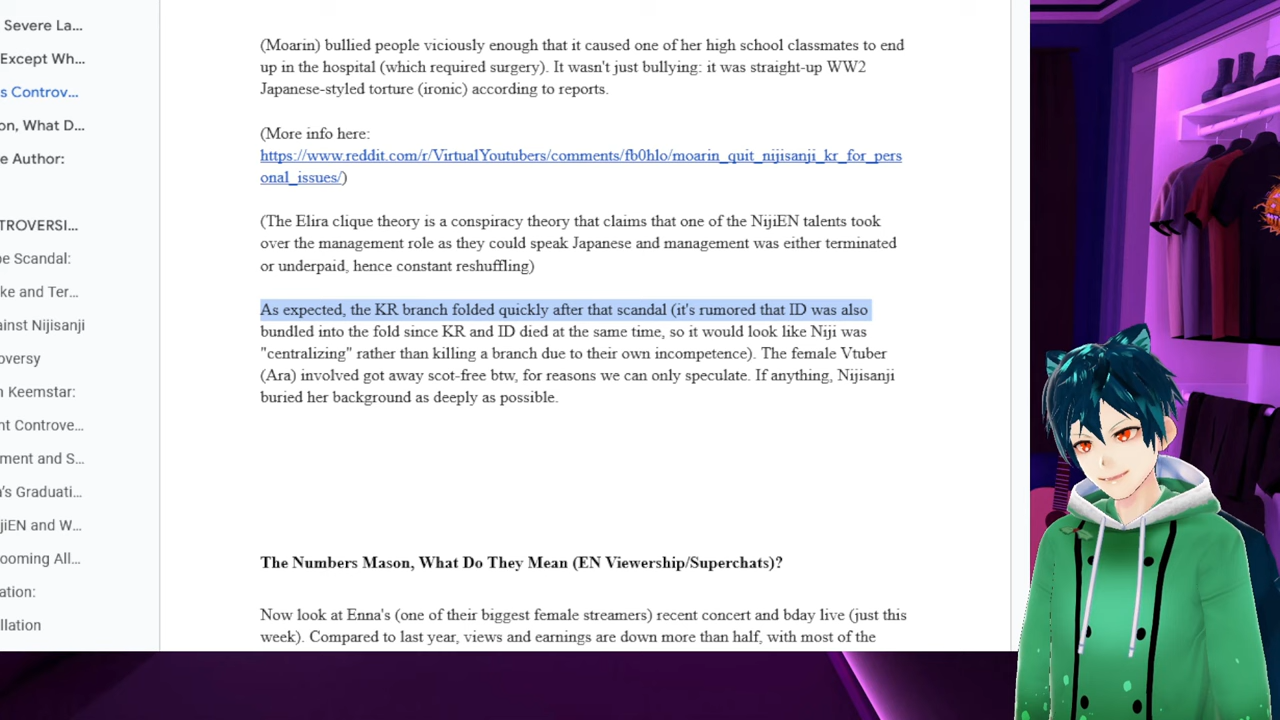 Severe La...
Except Wh...
s Controv...
on, What D...
e Author:
TROVERSI...
pe Scandal:
ke and Ter...
ainst Nijisanji
oversy
n Keemstar:
nt Controve...
ment and S...
a's Graduati...
jiEN and W...
ooming All...
ation:
llation
(Moarin) bullied people viciously enough that it caused one of her high school classmates to end
up in the hospital (which required surgery). It wasn't just bullying: it was straight-up WW2
Japanese-styled torture (ironic) according to reports.
(More info here:
https://www.reddit.com/r/VirtualYoutubers/comments/fb0hlo/moarin_quit_nijisanji_kr_for_pers
onal_issues/)
(The Elira clique theory is a conspiracy theory that claims that one of the NijiEN talents took
over the management role as they could speak Japanese and management was either terminated
or underpaid, hence constant reshuffling)
As expected, the KR branch folded quickly after that scandal (it's rumored that ID was also
bundled into the fold since KR and ID died at the same time, so it would look like Niji was
"centralizing" rather than killing a branch due to their own incompetence). The female Vtuber
(Ara) involved got away scot-free btw, for reasons we can only speculate. If anything, Nijisanji
buried her background as deeply as possible.
The Numbers Mason, What Do They Mean (EN Viewership/Superchats)?
Now look at Enna's (one of their biggest female streamers) recent concert and bday live (just this
week). Compared to last year, views and earnings are down more than half, with most of the